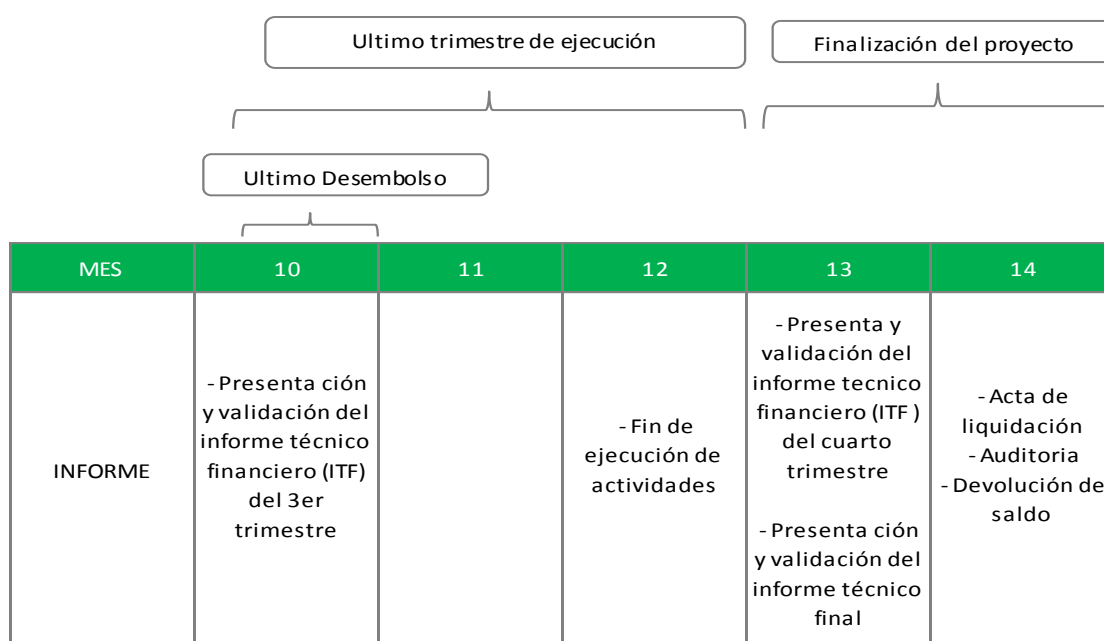 Ultimo trimestre de ejecución
Finalización del proyecto
Ultimo Desembolso
MES
10
11
12
13
14
INFORME
- Presenta ción
y validación del
informe técnico
financiero (ITF)
del 3er
trimestre
- Fin de
ejecución de
actividades
- Presenta y
validación del
informe tecnico
financiero (ITF )
del cuarto
trimestre
- Presenta ción
y validación del
informe técnico
final
- Acta de
liquidación
- Auditoria
- Devolución de
saldo